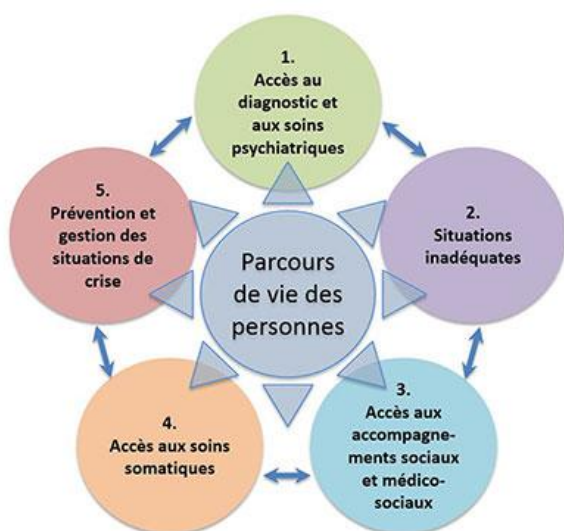 1.
Accès au
diagnostic et
aux soins
psychiatriques
2.
Situations
inadéquates
3.
Accès aux
accompagne-
ments sociaux
et médico-
sociaux
4.
Accès aux soins
somatiques
5.
Prévention et
gestion des
situations de
crise
Parcours
de vie des
personnes